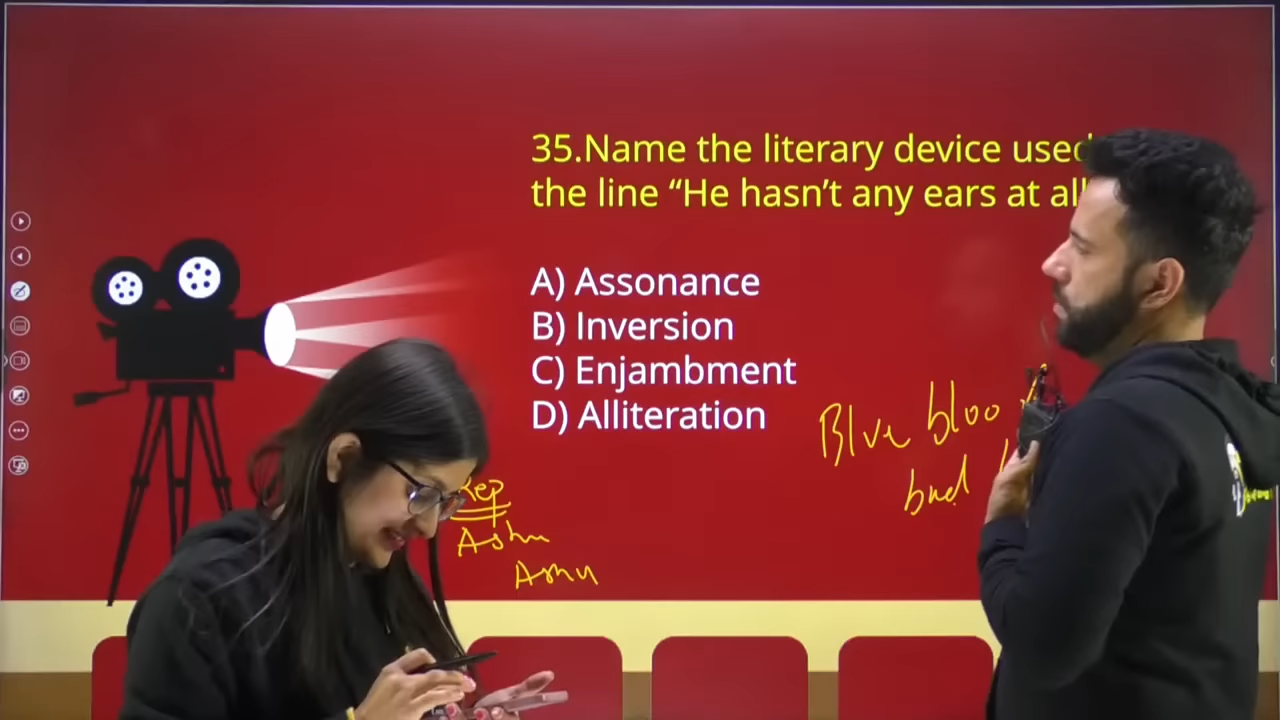 35.Name the literary device used
the line “He hasn’t any ears at all
A) Assonance
B) Inversion
C) Enjambment
D) Alliteration
Blue bloo
bud
Rep
Ashu
Ashu